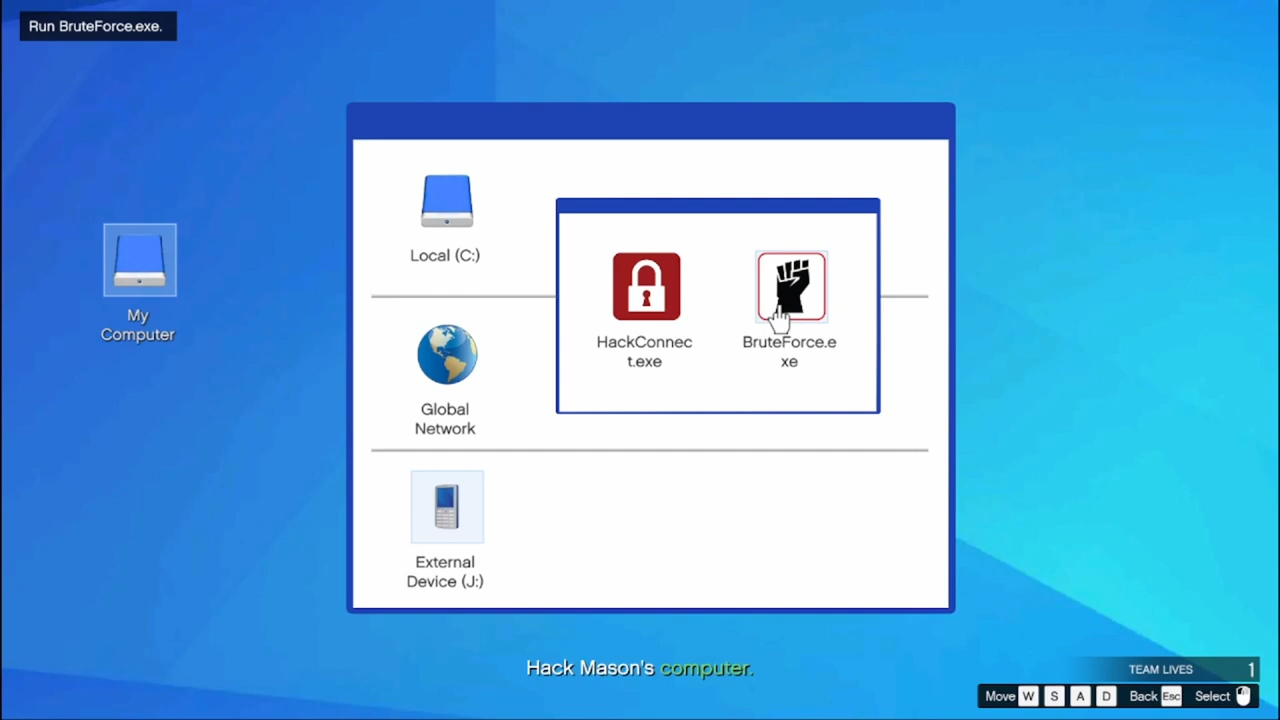 Run BruteForce.exe.
My
Computer
Local (C:)
HackConnec
t.exe
BruteForce.e
xe
Global
Network
External
Device (J:)
Hack Mason's computer.
TEAM LIVES 1
Move W S A D Back Esc Select